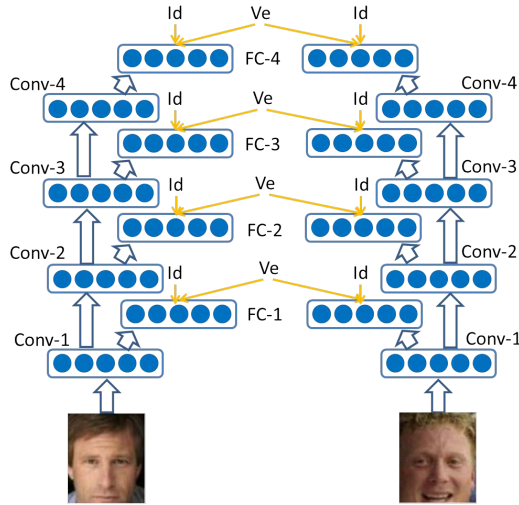 Id Ve Id
FC-4
Conv-4 Conv-4
Id Ve Id
FC-3
Conv-3 Conv-3
Id Ve Id
FC-2
Conv-2 Conv-2
Id Ve Id
FC-1
Conv-1 Conv-1